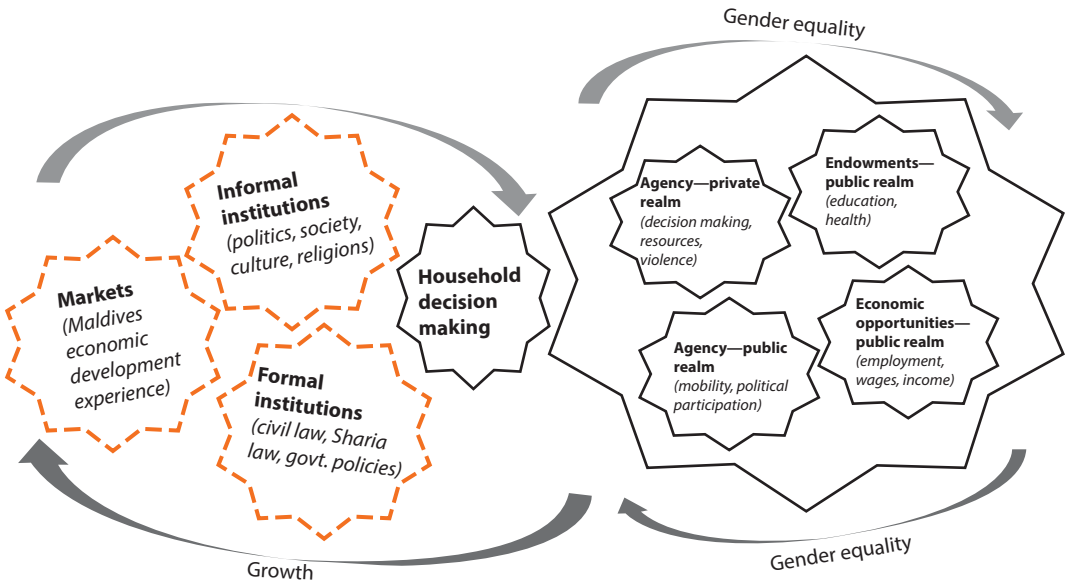 Gender equality
Informal
institutions
(politics, society,
culture, religions)
Markets
(Maldives
economic
development
experience)
Formal
institutions
(civil law, Sharia
law, govt. policies)
Household
decision
making
Agency—private
realm
(decision making,
resources,
violence)
Endowments—
public realm
(education,
health)
Agency—public
realm
(mobility, political
participation)
Economic
opportunities—
public realm
(employment,
wages, income)
Growth
Gender equality